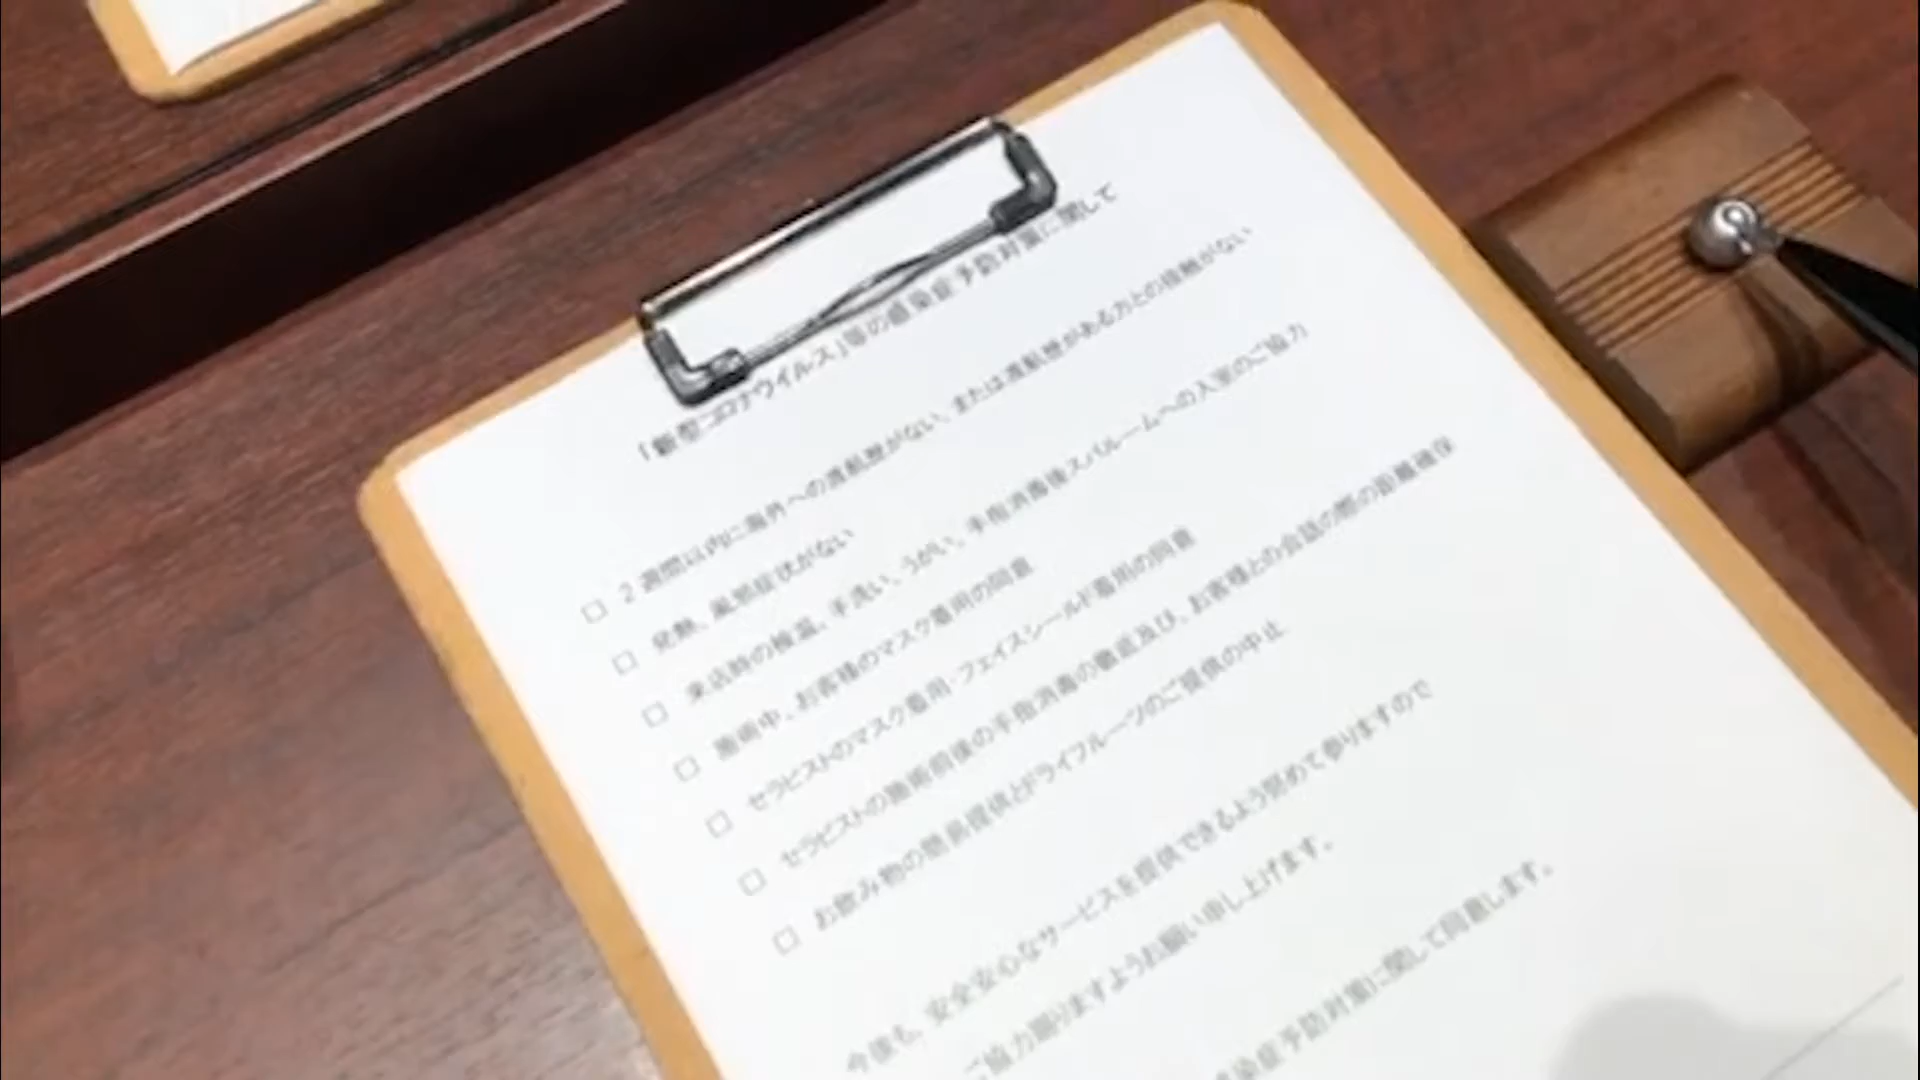 「新型コロナウイルス」等の感染症予防対策に関して
□ 2週間以内に海外への渡航歴がない、または渡航歴がある方との接触がない
□ 発熱、風邪症状がない
□ 来店時の検温、手洗い、うがい、手指消毒後スパルームへの入室のご協力
□ 施術中、お客様のマスク着用の同意
□ セラピストのマスク着用・フェイスシールド着用の同意
□ セラピストの施術前後の手指消毒の徹底及び、お客様との会話の際の距離確保
□ お飲み物の簡易提供とドライフルーツのご提供の中止
今後も、安全安心なサービスを提供できるよう努めて参りますので
ご協力賜りますようお願い申し上げます。
感染症予防対策に関して同意します。